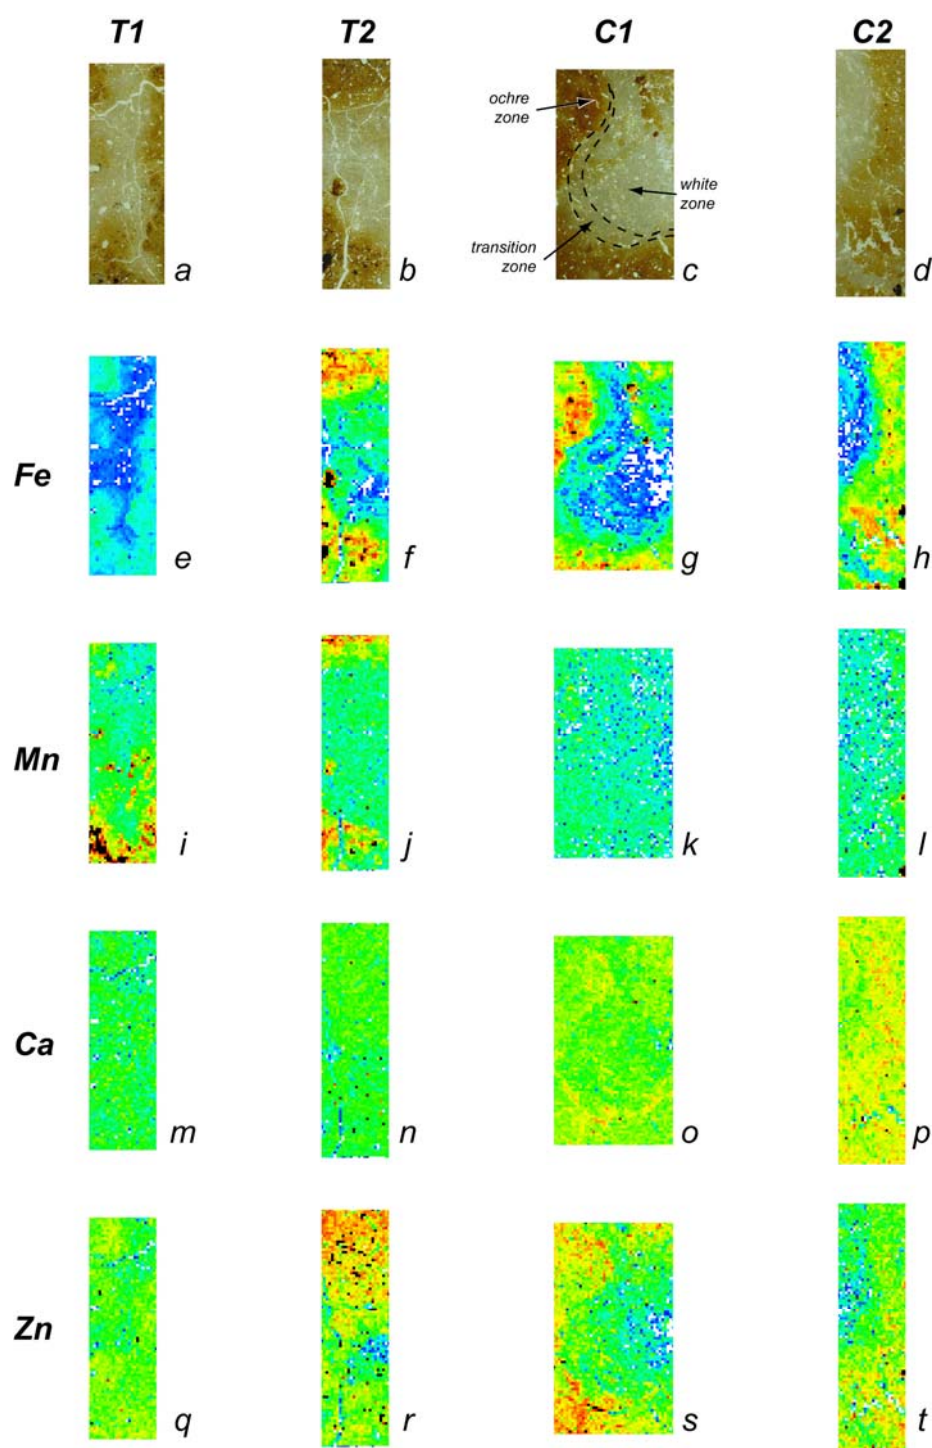 T1 T2 C1 C2
ochre
zone
white
zone
transition
zone
a b c d
Fe
e f g h
Mn
i j k l
Ca
m n o p
Zn
q r s t